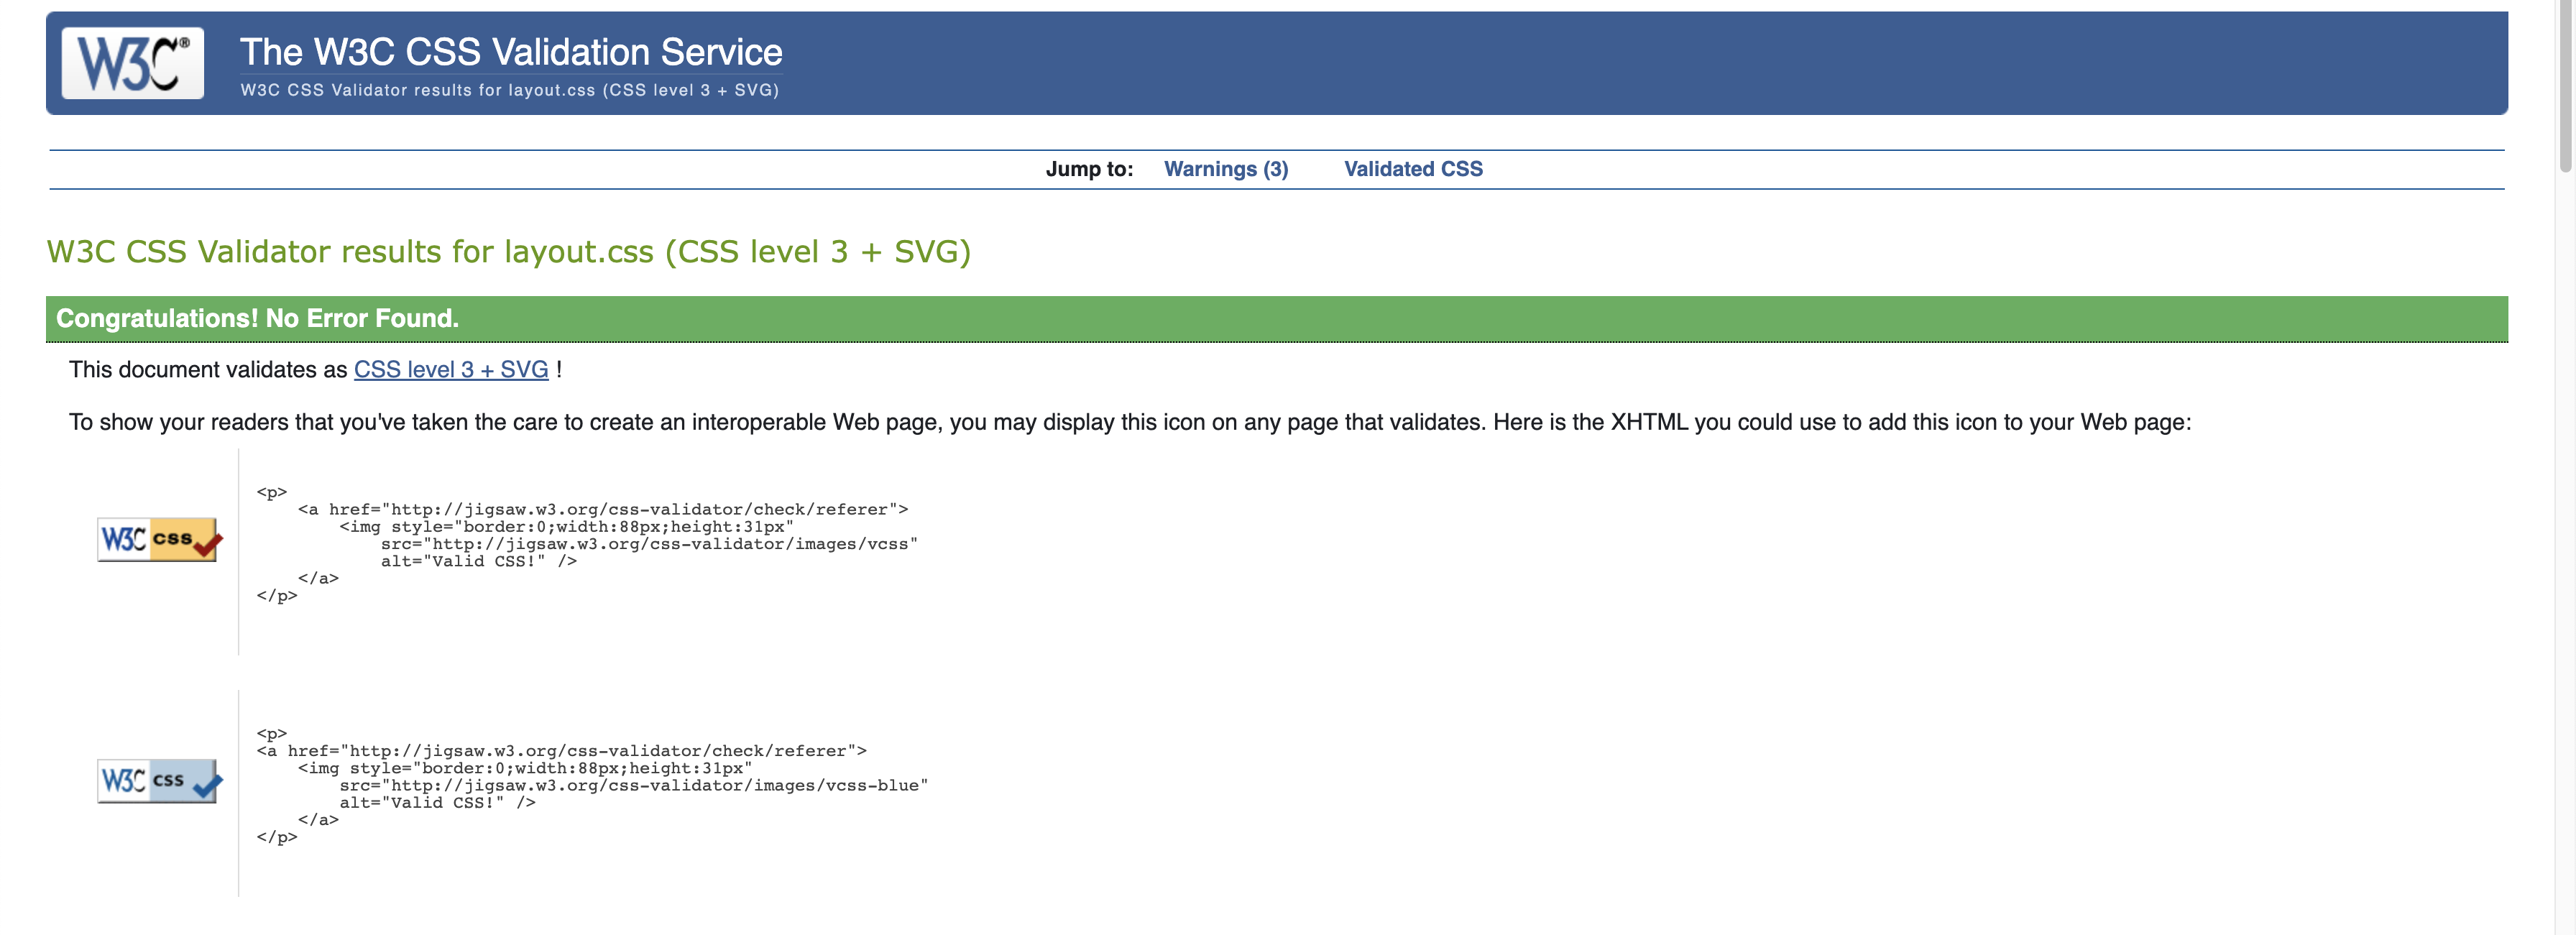 W3C®
The W3C CSS Validation Service
W3C CSS Validator results for layout.css (CSS level 3 + SVG)
Jump to: Warnings (3) Validated CSS
W3C CSS Validator results for layout.css (CSS level 3 + SVG)
Congratulations! No Error Found.
This document validates as CSS level 3 + SVG !
To show your readers that you've taken the care to create an interoperable Web page, you may display this icon on any page that validates. Here is the XHTML you could use to add this icon to your Web page:
W3C css
<p>
    <a href="http://jigsaw.w3.org/css-validator/check/referer">
        <img style="border:0;width:88px;height:31px"
            src="http://jigsaw.w3.org/css-validator/images/vcss"
            alt="Valid CSS!" />
    </a>
</p>
W3C css
<p>
<a href="http://jigsaw.w3.org/css-validator/check/referer">
    <img style="border:0;width:88px;height:31px"
        src="http://jigsaw.w3.org/css-validator/images/vcss-blue"
        alt="Valid CSS!" />
    </a>
</p>